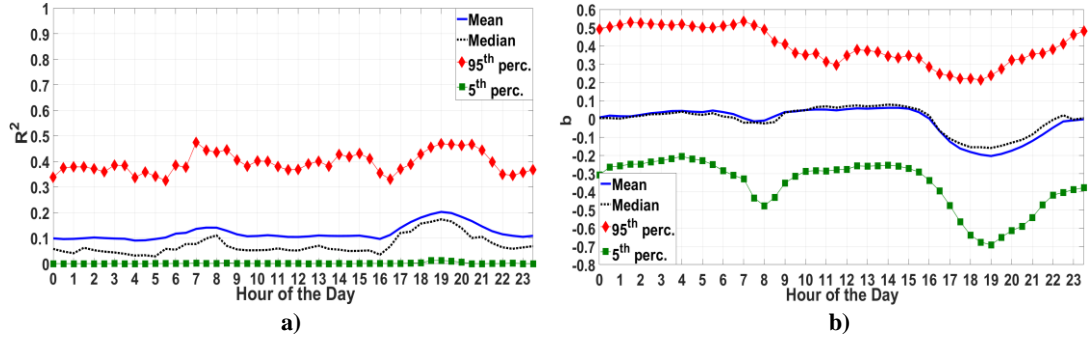 1
0.9
0.8
0.7
0.6
0.5
0.4
0.3
0.2
0.1
0
R²
0 1 2 3 4 5 6 7 8 9 10 11 12 13 14 15 16 17 18 19 20 21 22 23
Hour of the Day
Mean
Median
95th perc.
5th perc.
a)
0.6
0.5
0.4
0.3
0.2
0.1
0
-0.1
-0.2
-0.3
-0.4
-0.5
-0.6
-0.7
-0.8
b
Mean
Median
95th perc.
5th perc.
0 1 2 3 4 5 6 7 8 9 10 11 12 13 14 15 16 17 18 19 20 21 22 23
Hour of the Day
b)